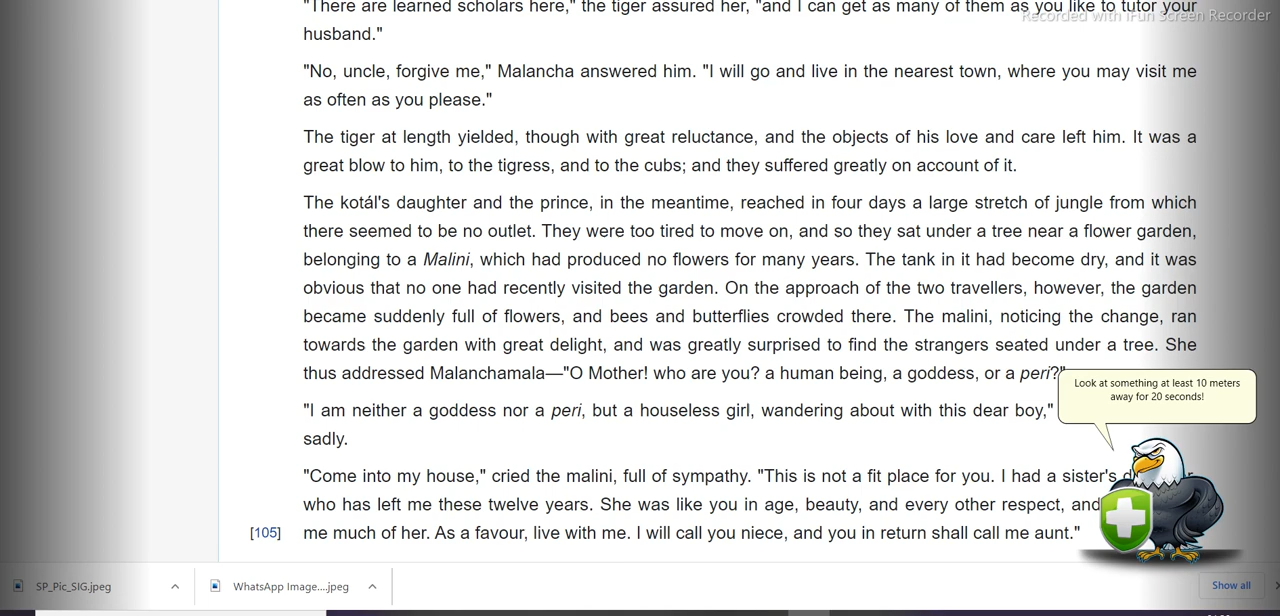 "There are learned scholars here," the tiger assured her, "and I can get as many of them as you like to tutor your
Recorded with iFun Screen Recorder
husband."
"No, uncle, forgive me," Malancha answered him. "I will go and live in the nearest town, where you may visit me
as often as you please."
The tiger at length yielded, though with great reluctance, and the objects of his love and care left him. It was a
great blow to him, to the tigress, and to the cubs; and they suffered greatly on account of it.
The kotál's daughter and the prince, in the meantime, reached in four days a large stretch of jungle from which
there seemed to be no outlet. They were too tired to move on, and so they sat under a tree near a flower garden,
belonging to a Malini, which had produced no flowers for many years. The tank in it had become dry, and it was
obvious that no one had recently visited the garden. On the approach of the two travellers, however, the garden
became suddenly full of flowers, and bees and butterflies crowded there. The malini, noticing the change, ran
towards the garden with great delight, and was greatly surprised to find the strangers seated under a tree. She
thus addressed Malanchamala—"O Mother! who are you? a human being, a goddess, or a peri?"
Look at something at least 10 meters
away for 20 seconds!
"I am neither a goddess nor a peri, but a houseless girl, wandering about with this dear boy,"
sadly.
"Come into my house," cried the malini, full of sympathy. "This is not a fit place for you. I had a sister's
who has left me these twelve years. She was like you in age, beauty, and every other respect, and
[105] me much of her. As a favour, live with me. I will call you niece, and you in return shall call me aunt."
SP_Pic_SIG.jpeg
WhatsApp Image....jpeg
Show all